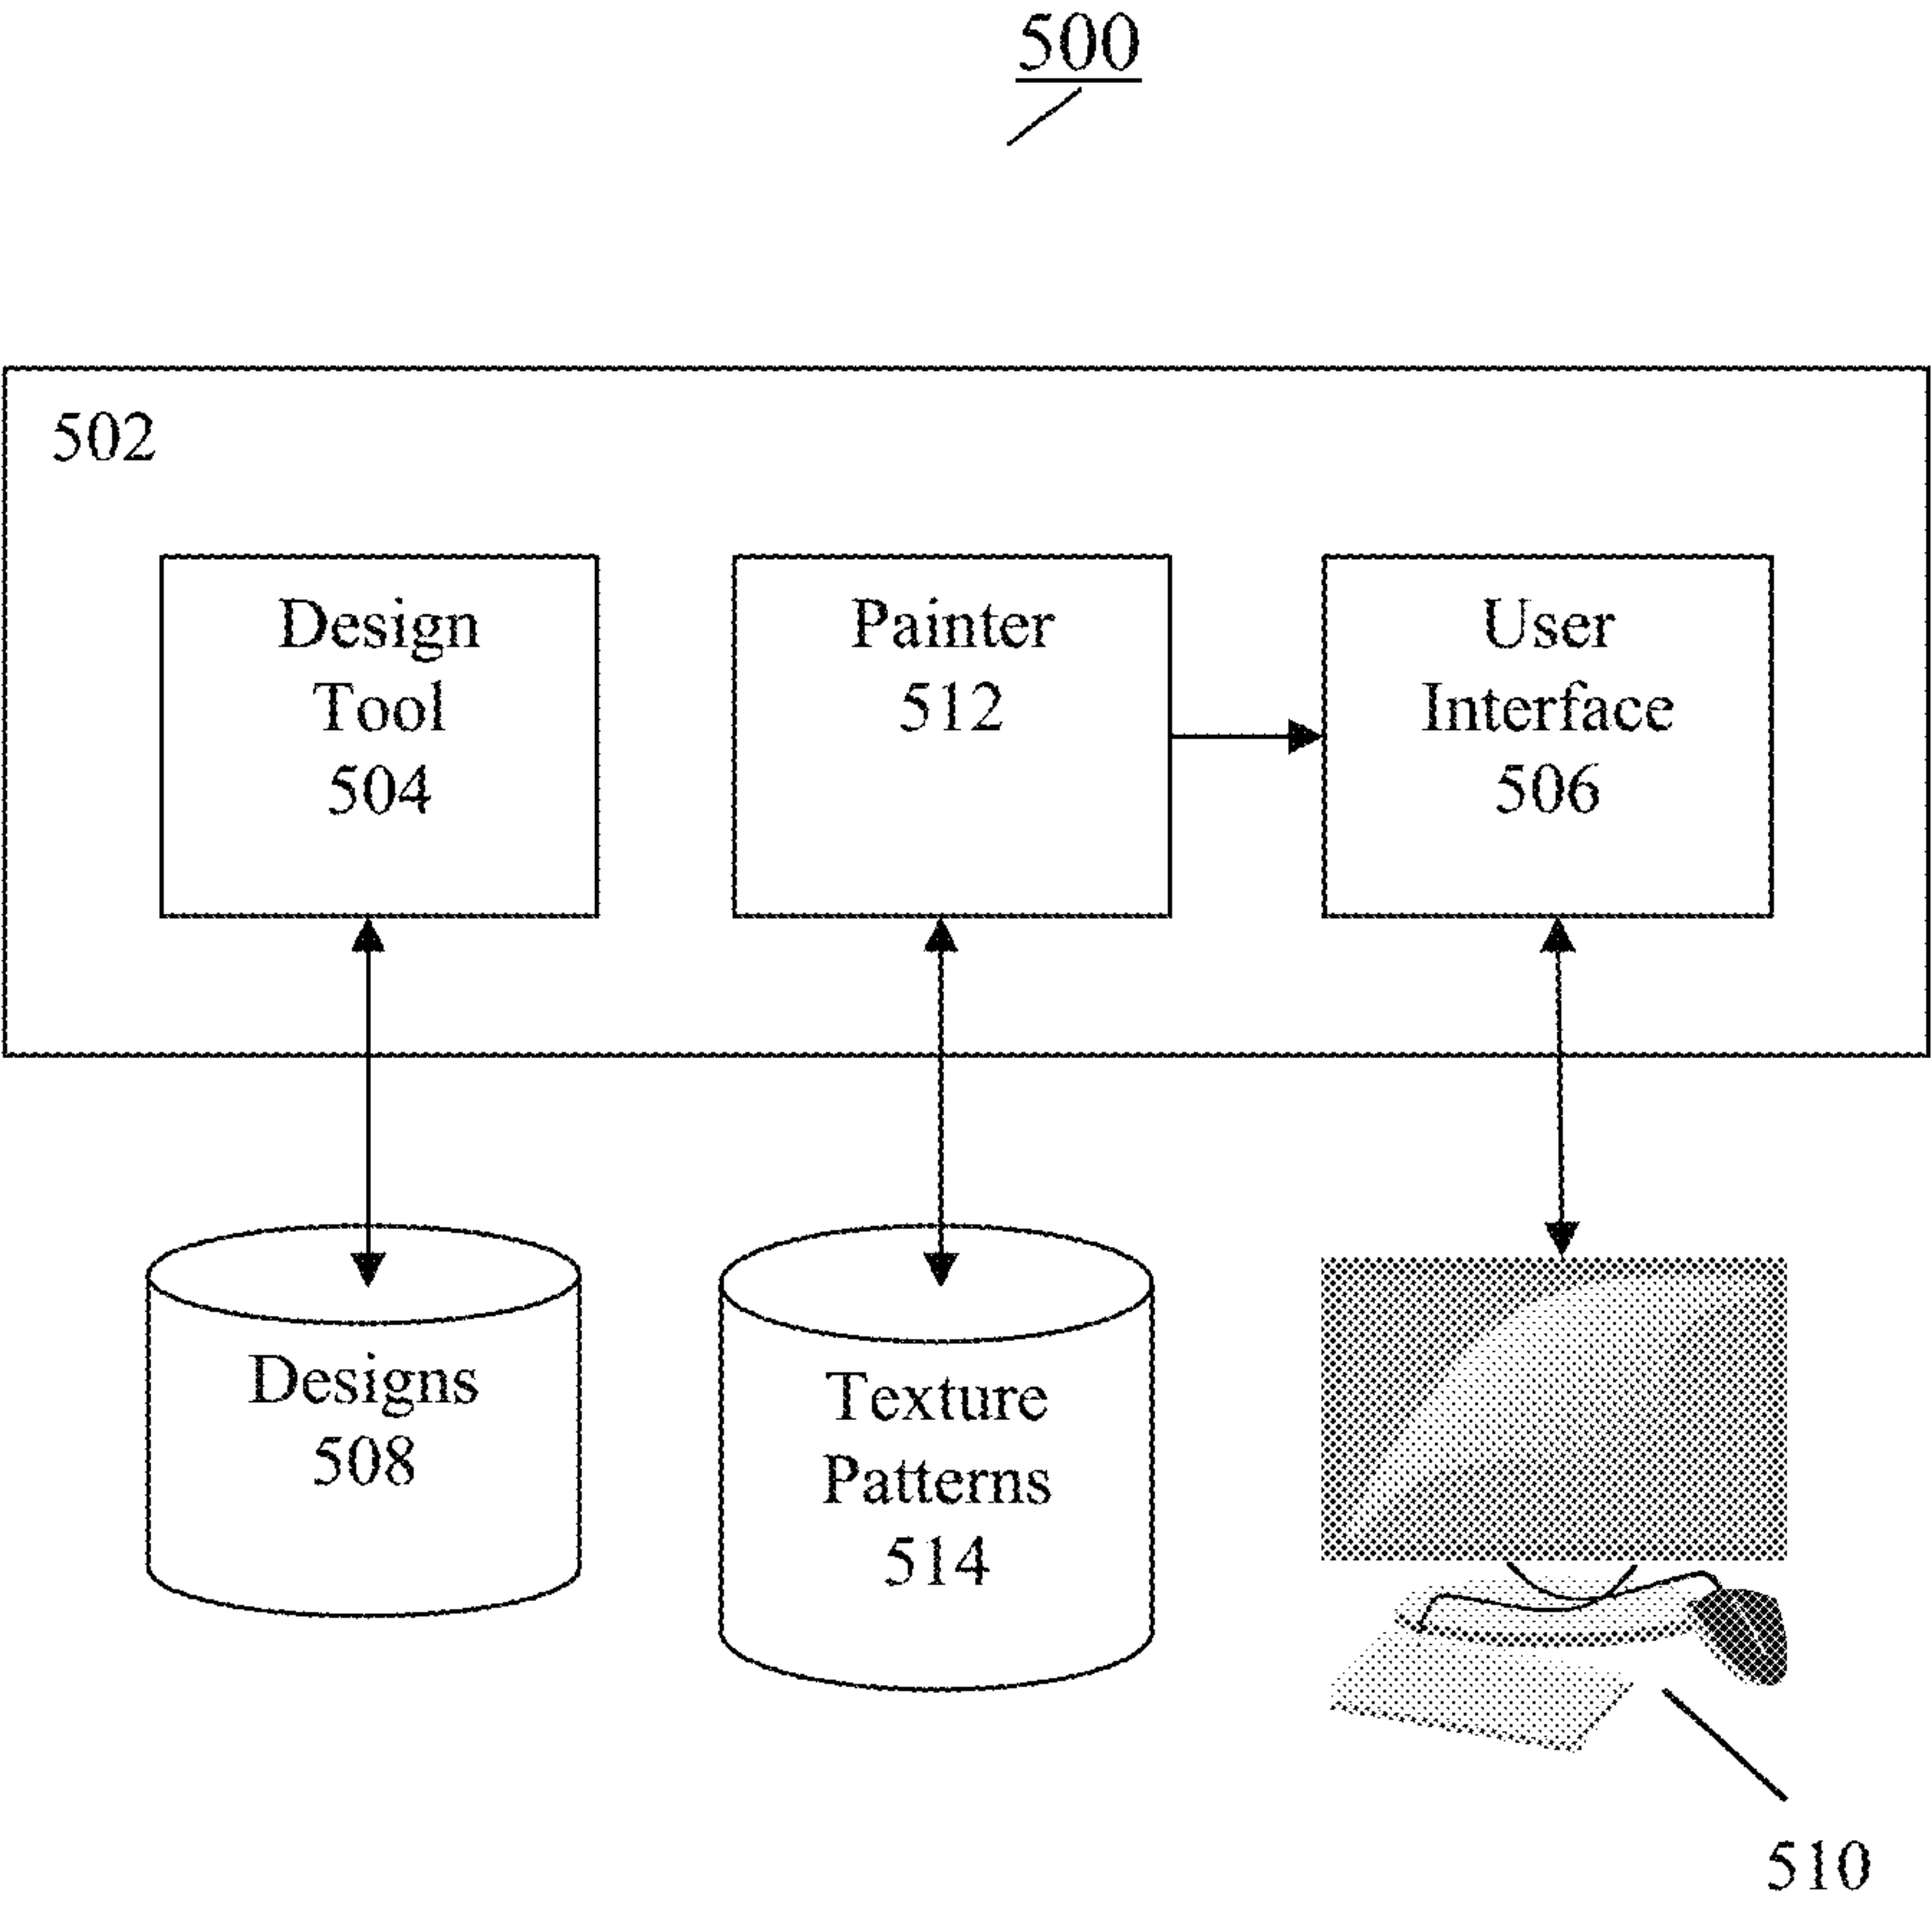 500
502
Design
Tool
504
Painter
512
User
Interface
506
Designs
508
Texture
Patterns
514
510